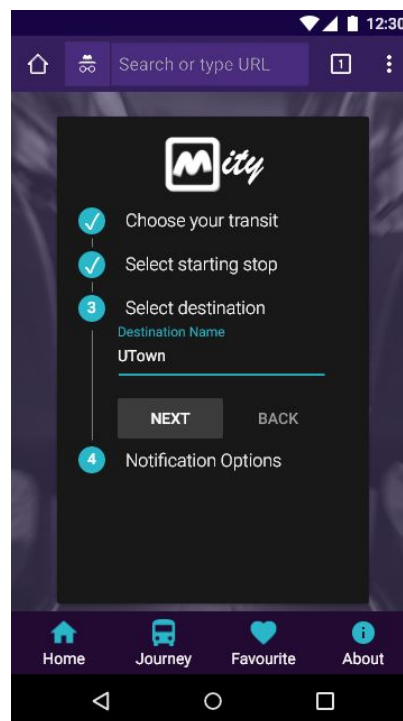 12:30
Search or type URL
1
Mity
Choose your transit
Select starting stop
3 Select destination
Destination Name
UTown
NEXT BACK
4 Notification Options
Home Journey Favourite About